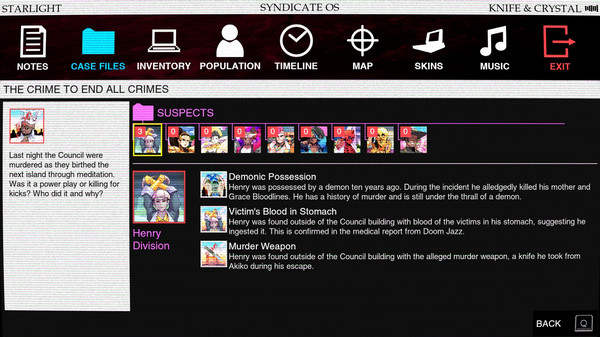 STARLIGHT SYNDICATE OS KNIFE & CRYSTAL
NOTES CASE FILES INVENTORY POPULATION TIMELINE MAP SKINS MUSIC EXIT
THE CRIME TO END ALL CRIMES
Last night the Council were
murdered as they birthed the
next island through meditation.
Was it a power play or killing for
kicks? Who did it and why?
SUSPECTS
3 0 0 0 0 0 0 0 0
Henry
Division
Demonic Possession
Henry was possessed by a demon ten years ago. During the incident he alledgedly killed his mother and
Grace Bloodlines. He has a history of murder and is still under the thrall of a demon.
Victim's Blood in Stomach
Henry was found outside of the Council building with blood of the victims in his stomach, suggesing he
ingested it. This is confirmed in the medical report from Doom Jazz.
Murder Weapon
Henry was found outside of the Council building with the alleged murder weapon, a knife he took from
Akiko during his escape.
BACK Q